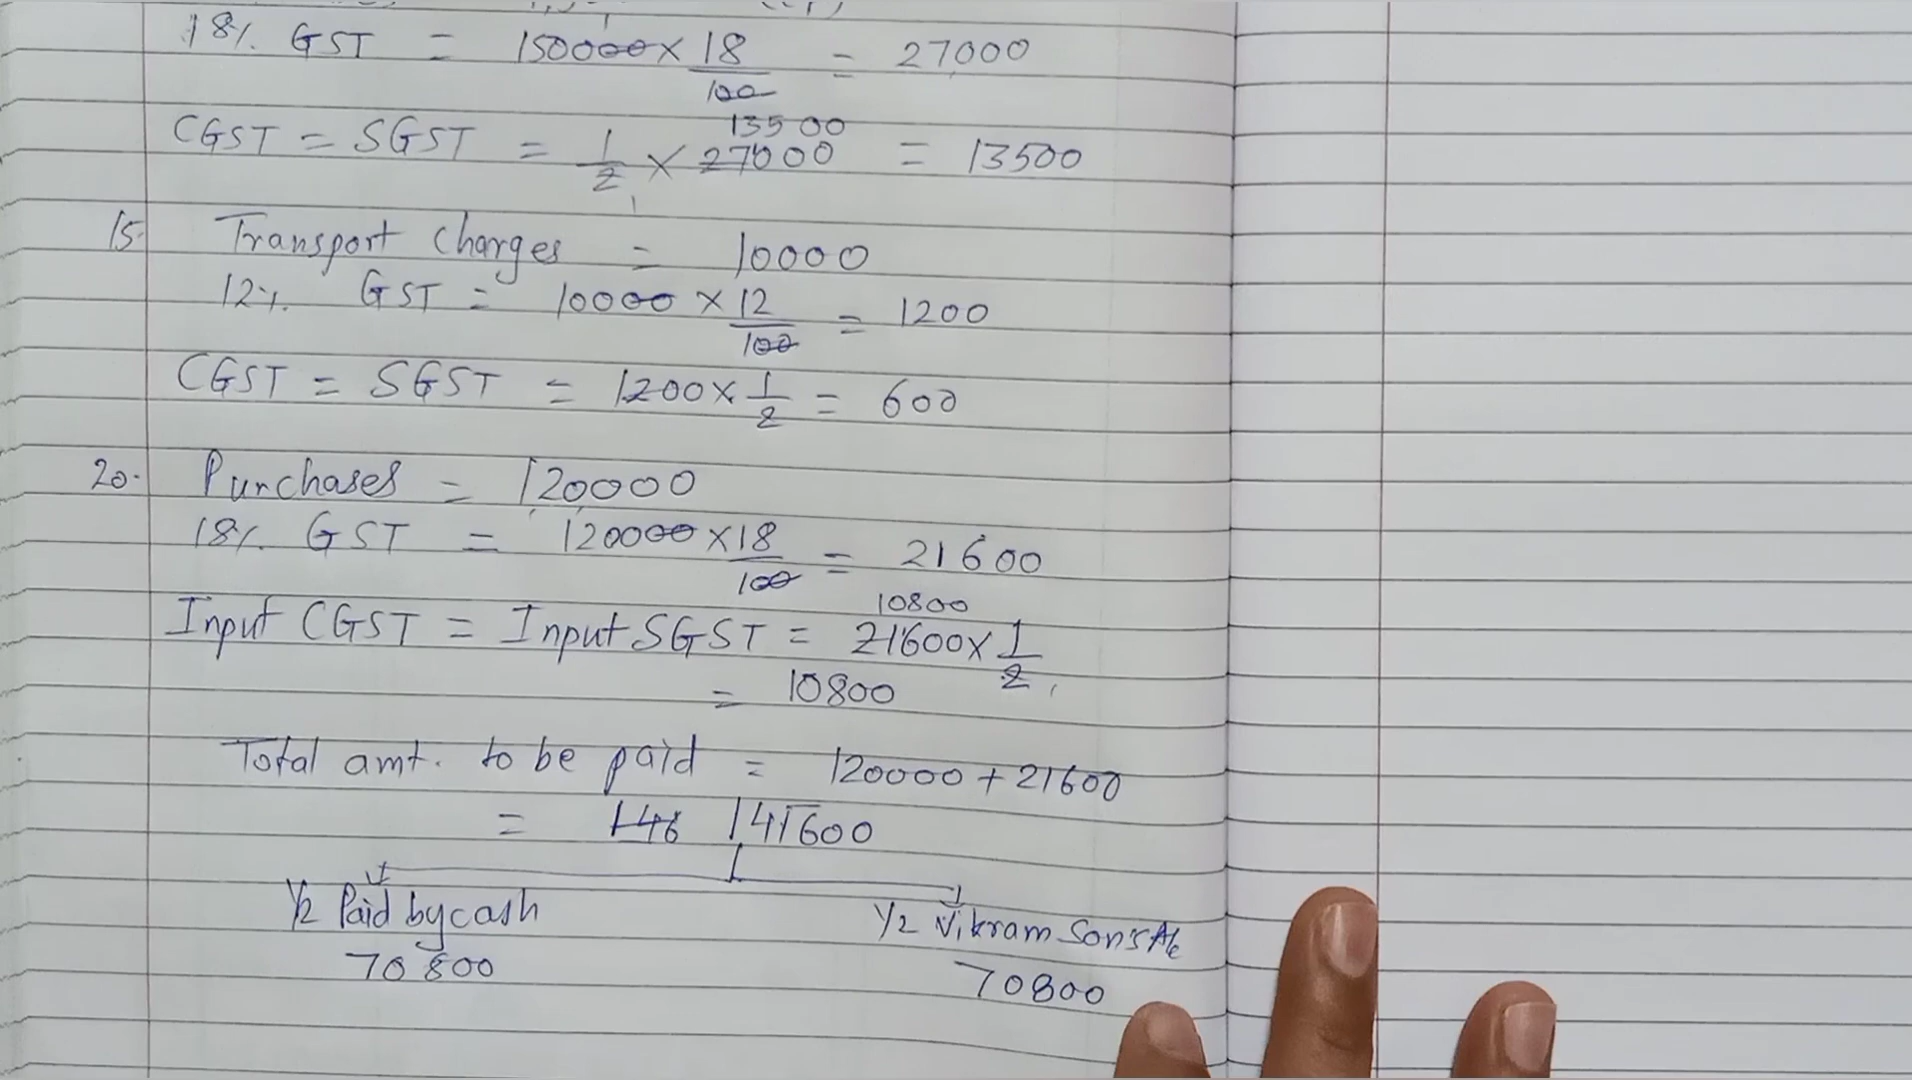 18%. GST = 150000 × 18/100 = 27000
13500
CGST = SGST = 1/2 × 27000 = 13500
1
15. Transport Charges = 10000
12%. GST = 10000 × 12/100 = 1200
CGST = SGST = 1200 × 1/2 = 600
20. Purchases = 120000
18%. GST = 120000 × 18/100 = 21600
10800
Input CGST = Input SGST = 21600 × 1/2
= 10800
Total amt. to be paid = 120000 + 21600
= 146 141600
1/2 Paid by cash 1/2 Vikram Son's A/c
70800 70800